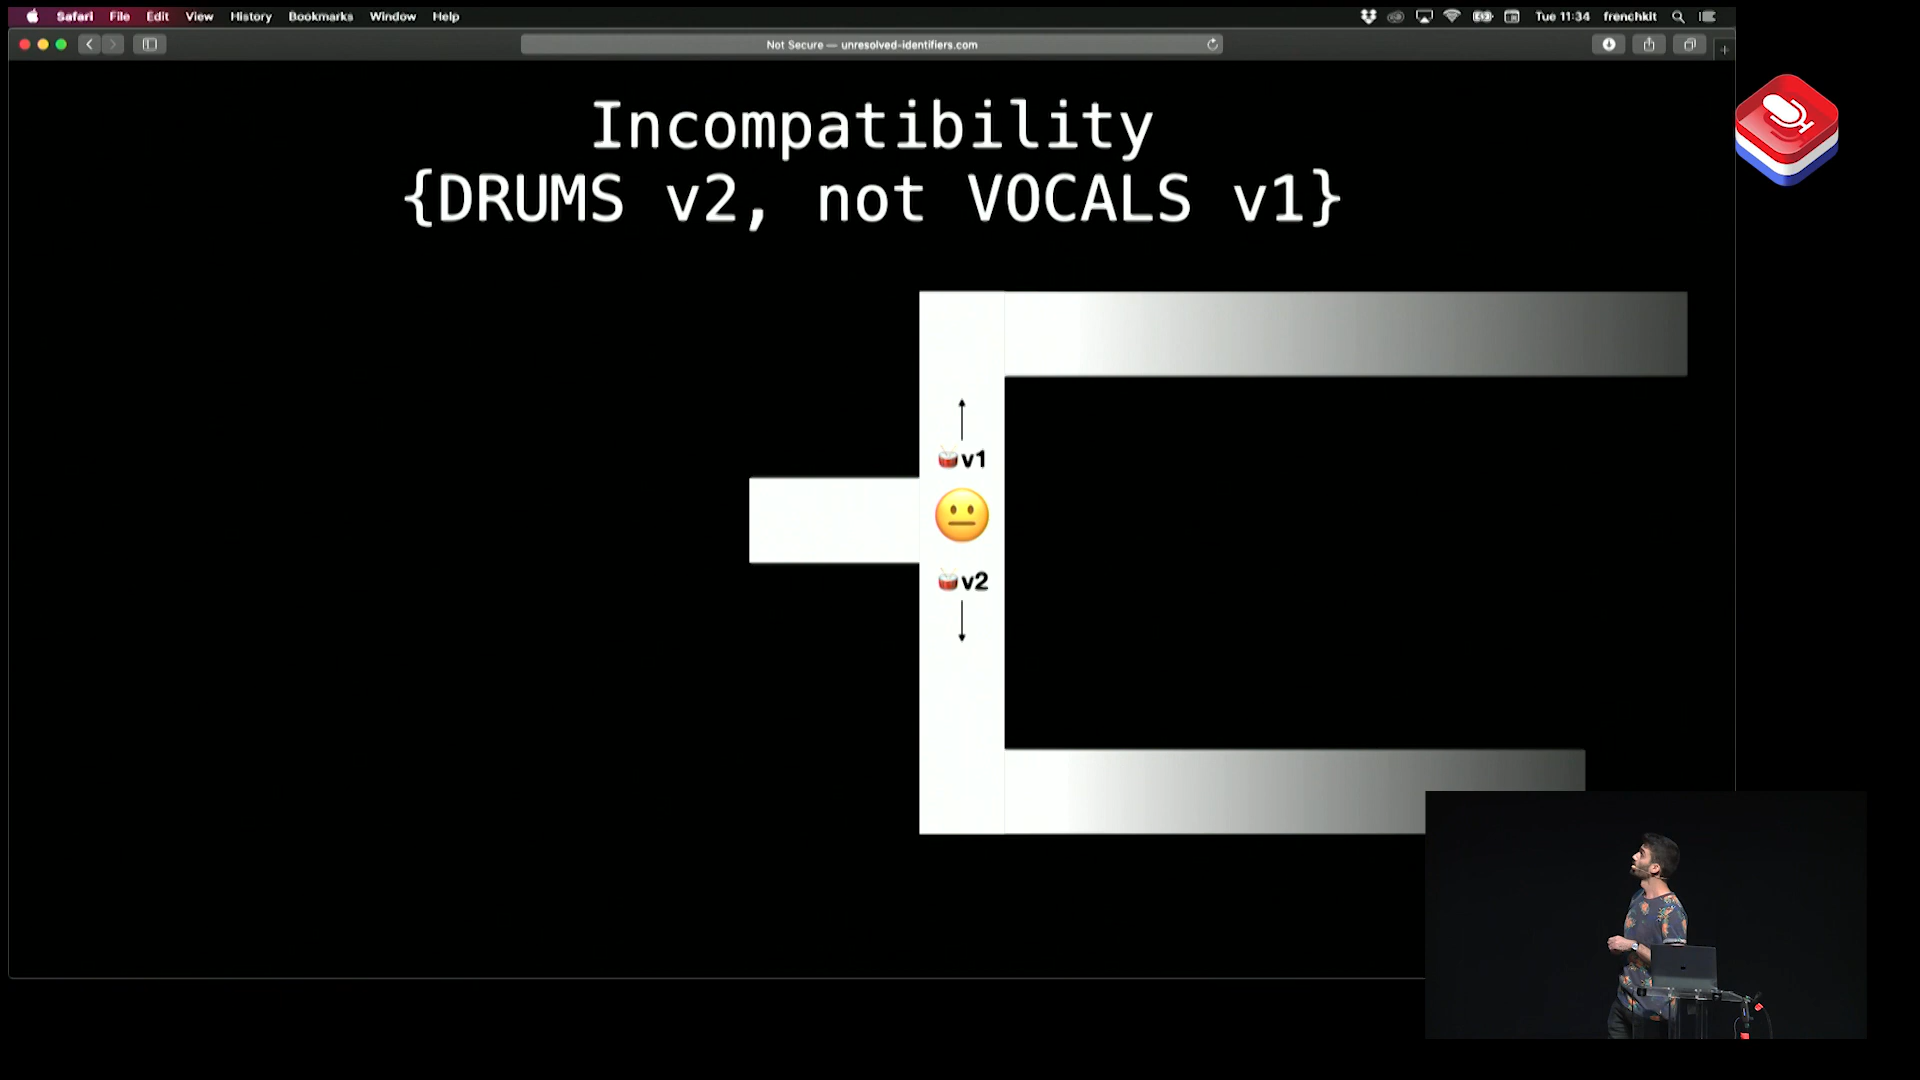 Safari File Edit View History Bookmarks Window Help Tue 11:34 frenchkit
Not Secure — unresolved-identifiers.com
Incompatibility
{DRUMS v2, not VOCALS v1}
v1
v2